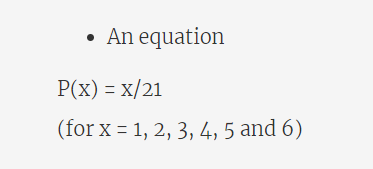 • An equation
P(x) = x/21
(for x = 1, 2, 3, 4, 5 and 6)